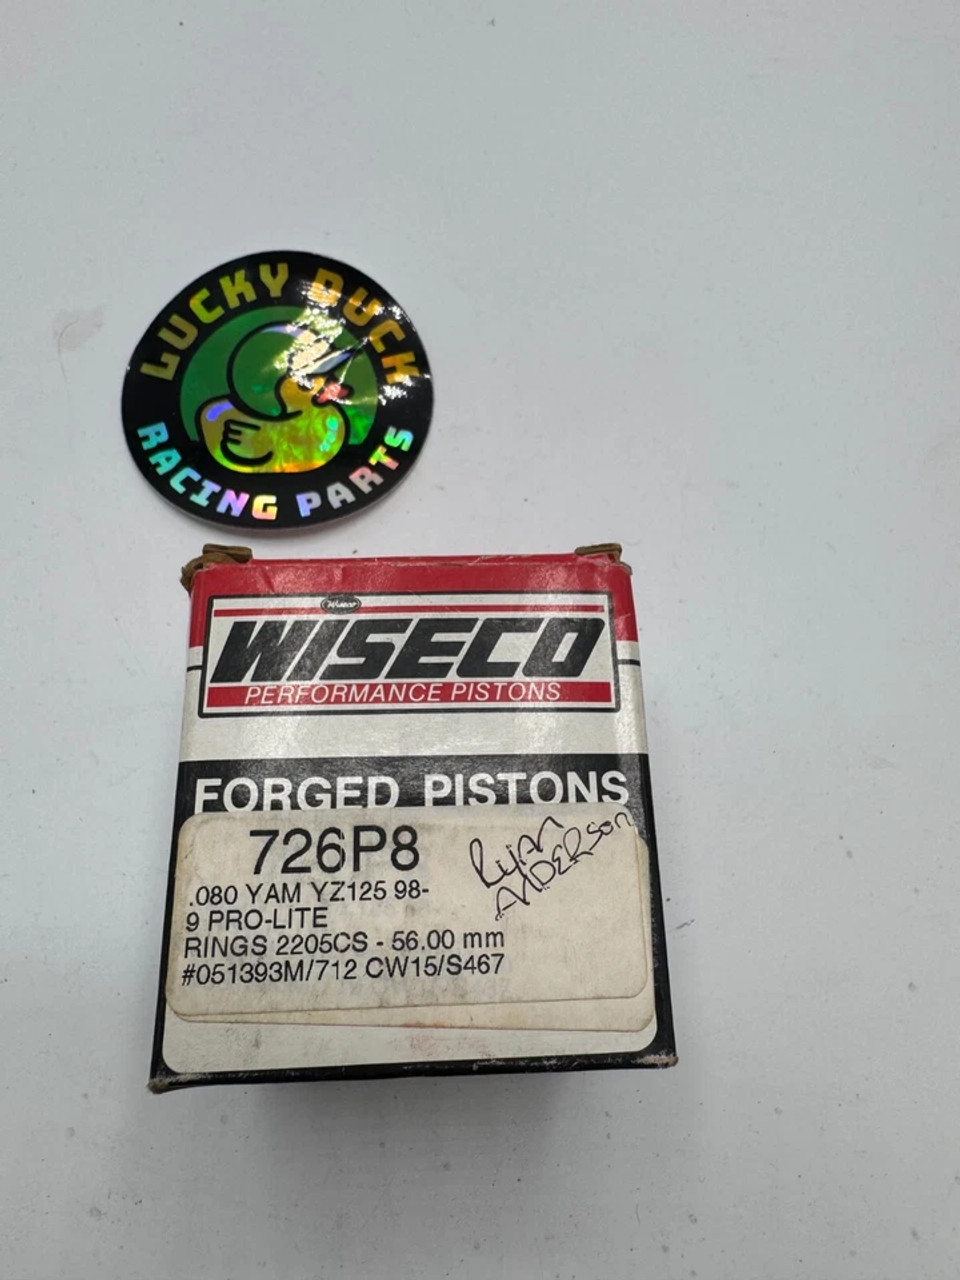 LUCKY DUCK
RACING PARTS
Wiseco
WISECO
PERFORMANCE PISTONS
FORGED PISTONS
726P8
Ryan
ANDERSON
.080 YAM YZ125 98-
9 PRO-LITE
RINGS 2205CS - 56.00 mm
#051393M/712 CW15/S467